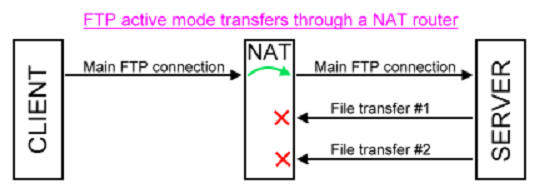 FTP active mode transfers through a NAT router
CLIENT
Main FTP connection
NAT
Main FTP connection
File transfer #1
File transfer #2
SERVER